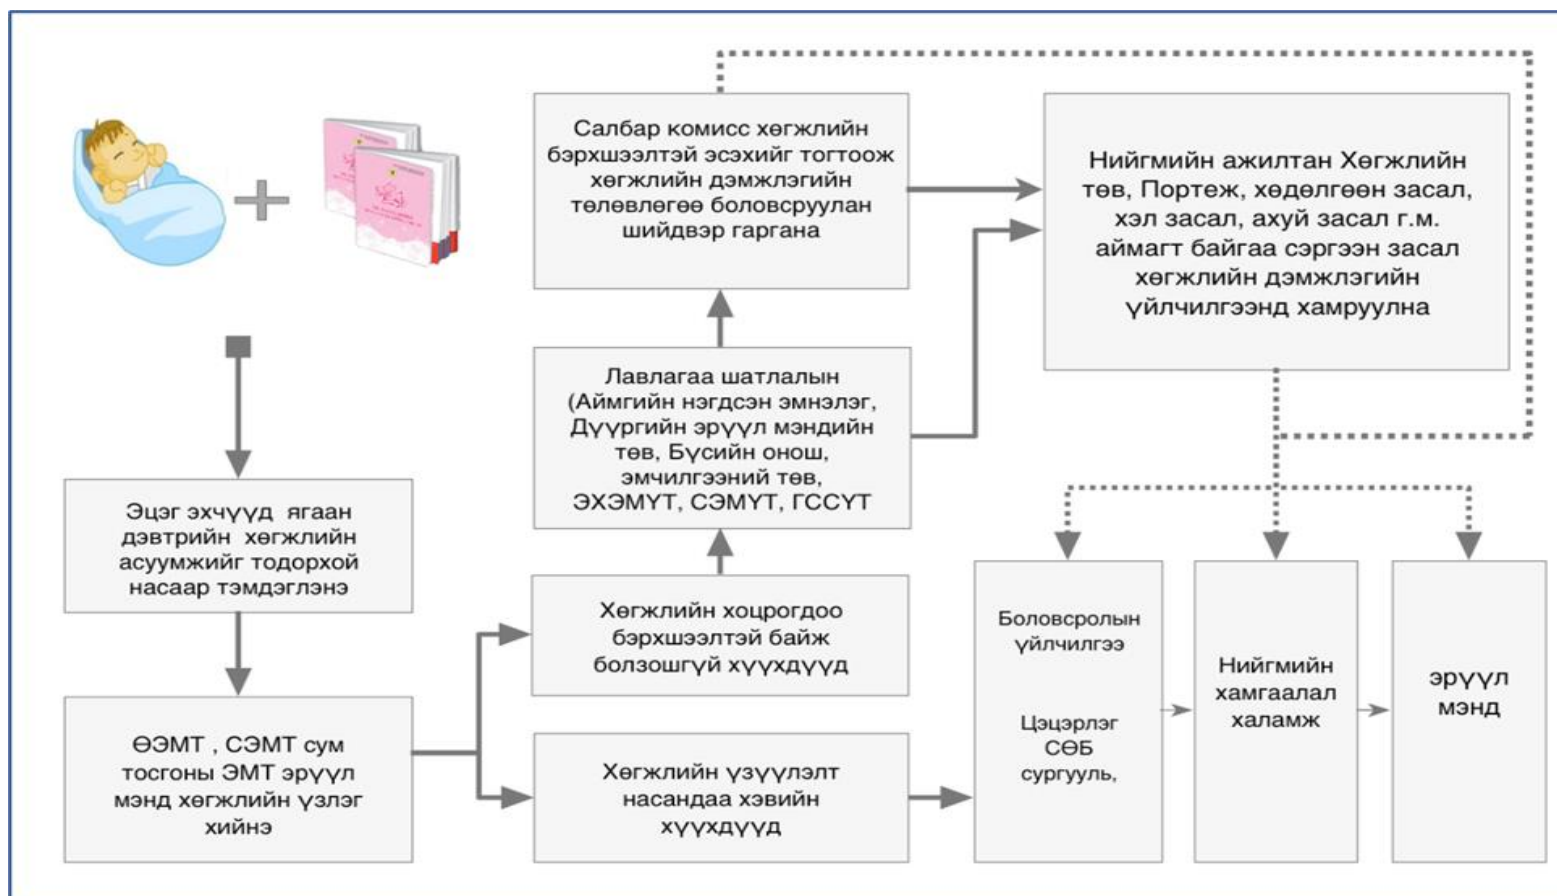 Салбар комисс хөгжлийн
бэрхшээлтэй эсэхийг тогтоож
хөгжлийн дэмжлэгийн
төлөвлөгөө боловсруулан
шийдвэр гаргана
Нийгмийн ажилтан Хөгжлийн
төв, Портеж, хөдөлгөөн засал,
хэл засал, ахуй засал г.м.
аймагт байгаа сэргээн засал
хөгжлийн дэмжлэгийн
үйлчилгээнд хамруулна
Лавлагаа шатлалын
(Аймгийн нэгдсэн эмнэлэг,
Дүүргийн эрүүл мэндийн
төв, Бүсийн онош,
эмчилгээний төв,
ЭХЭМҮТ, СЭМҮТ, ГССҮТ
Эцэг эхчүүд ягаан
дэвтрийн хөгжлийн
асуумжийг тодорхой
насаар тэмдэглэнэ
Хөгжлийн хоцрогдоо
бэрхшээлтэй байж
болзошгүй хүүхдүүд
ӨЭМТ , СЭМТ сум
тосгоны ЭМТ эрүүл
мэнд хөгжлийн үзлэг
хийнэ
Хөгжлийн үзүүлэлт
насандаа хэвийн
хүүхдүүд
Боловсролын
үйлчилгээ
Цэцэрлэг
СӨБ
сургууль,
Нийгмийн
хамгаалал
халамж
эрүүл
мэнд